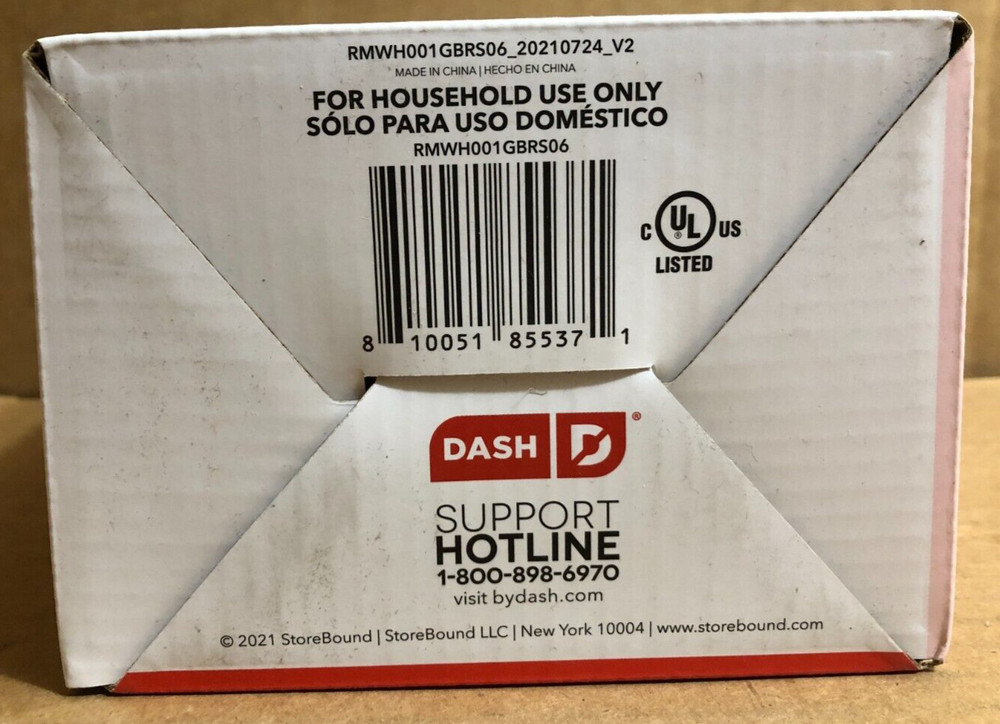 RMWH001GBRS06_20210724_V2
MADE IN CHINA | HECHO EN CHINA
FOR HOUSEHOLD USE ONLY
SÓLO PARA USO DOMÉSTICO
RMWH001GBRS06
C UL ® US
LISTED
8 10051 85537 1
DASH D ®
SUPPORT
HOTLINE
1-800-898-6970
visit bydash.com
© 2021 StoreBound | StoreBound LLC | New York 10004 | www.storebound.com